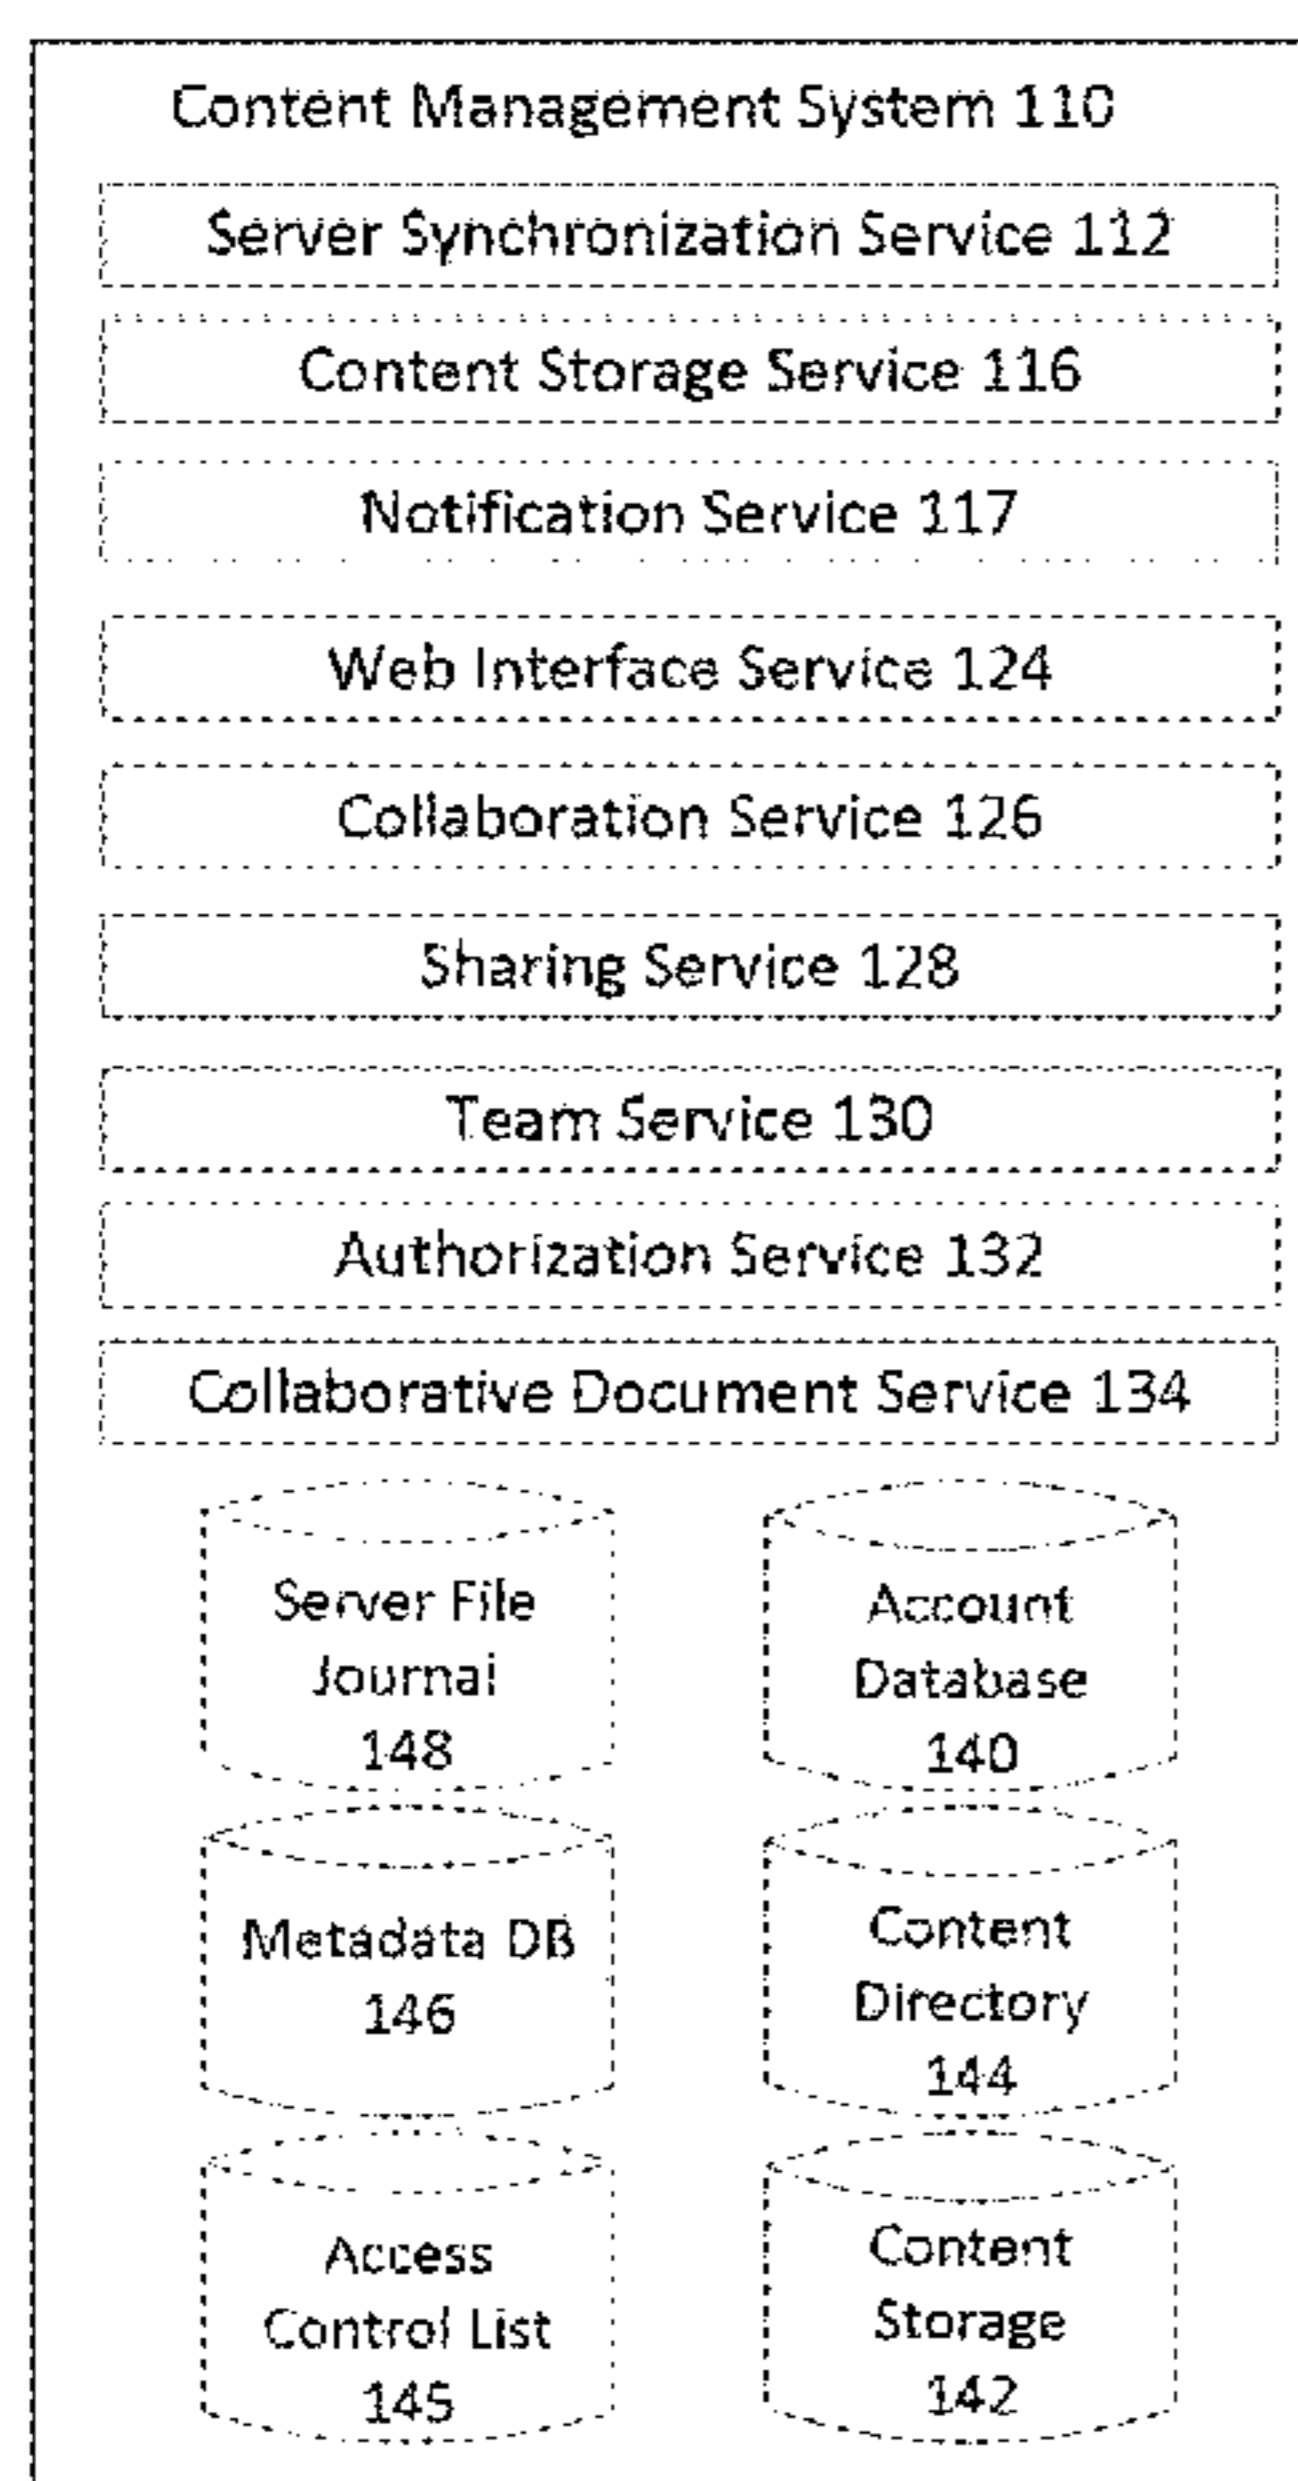 Content Management System 110
Server Synchronization Service 112
Content Storage Service 116
Notification Service 117
Web Interface Service 124
Collaboration Service 126
Sharing Service 128
Team Service 130
Authorization Service 132
Collaborative Document Service 134
Server File
Journal
148
Account
Database
140
Metadata DB
146
Content
Directory
144
Access
Control List
145
Content
Storage
142